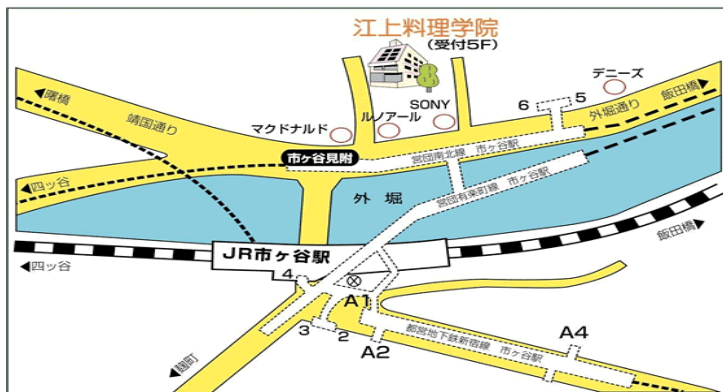 江上料理学院
(受付5F)
デニーズ
飯田橋
曙橋
靖国通り
マクドナルド
ルノアール
SONY
6
5
外堀通り
市ヶ谷見附
営団南北線 市ヶ谷駅
四ッ谷
外堀
営団有楽町線 市ヶ谷駅
飯田橋
JR市ヶ谷駅
四ッ谷
4
A1
3
2
A2
都営地下鉄新宿線 市ヶ谷駅
A4
麹町